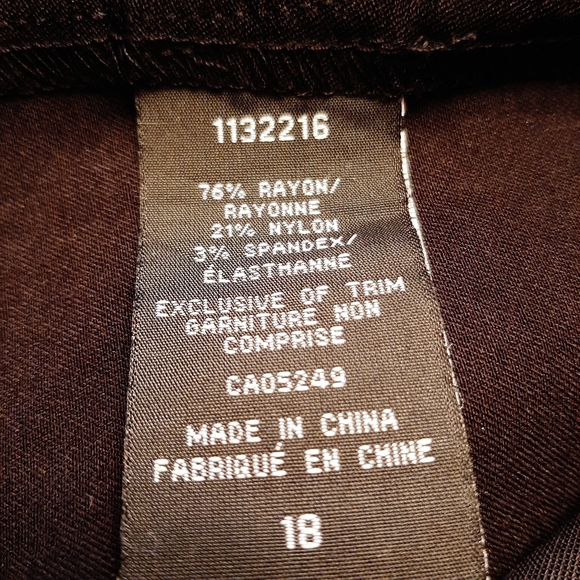 1132216
76% RAYON/
RAYONNE
21% NYLON
3% SPANDEX/
ÉLASTHANNE
EXCLUSIVE OF TRIM
GARNITURE NON
COMPRISE
CA05249
MADE IN CHINA
FABRIQUÉ EN CHINE
18